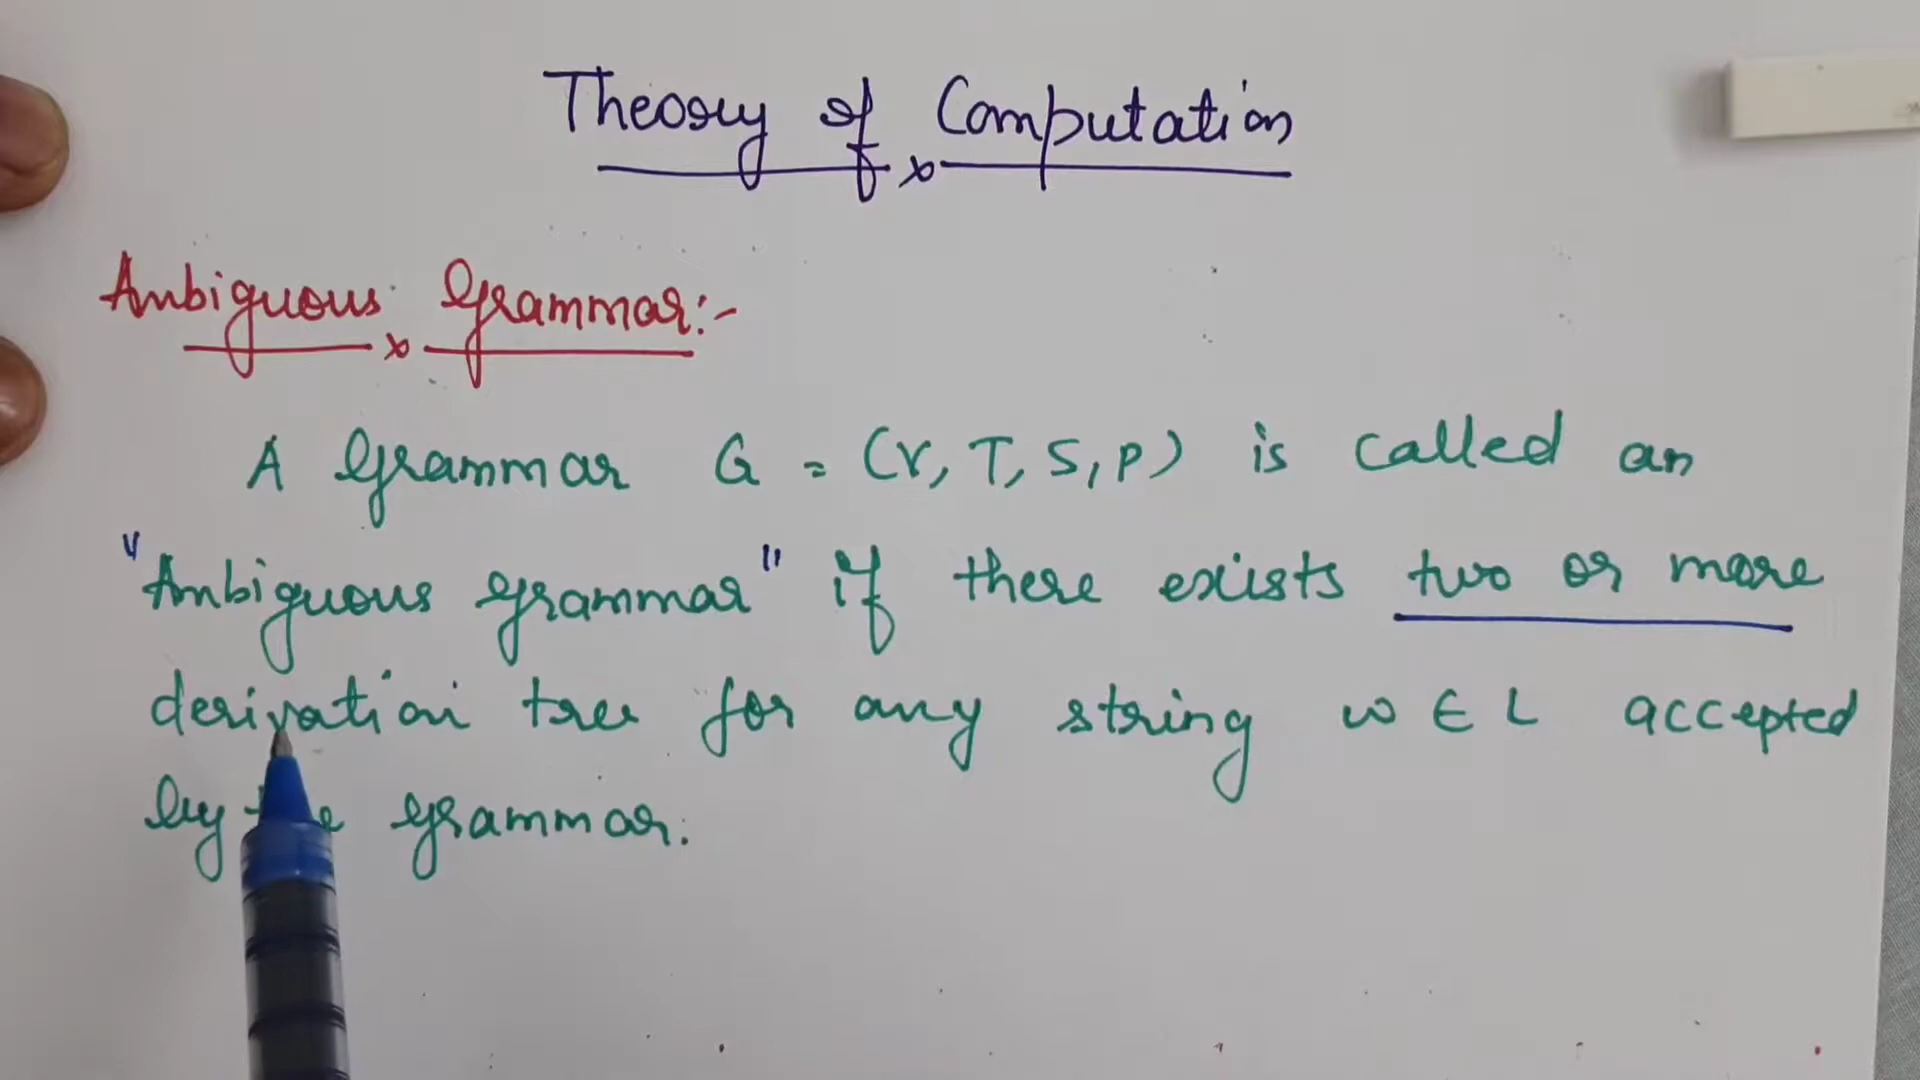 Theory of Computation
Ambiguous Grammar:-
A Grammar G = (V, T, S, P) is called an
"Ambiguous grammar" if there exists two or more
derivation tree for any string w ∈ L accepted
by the grammar.